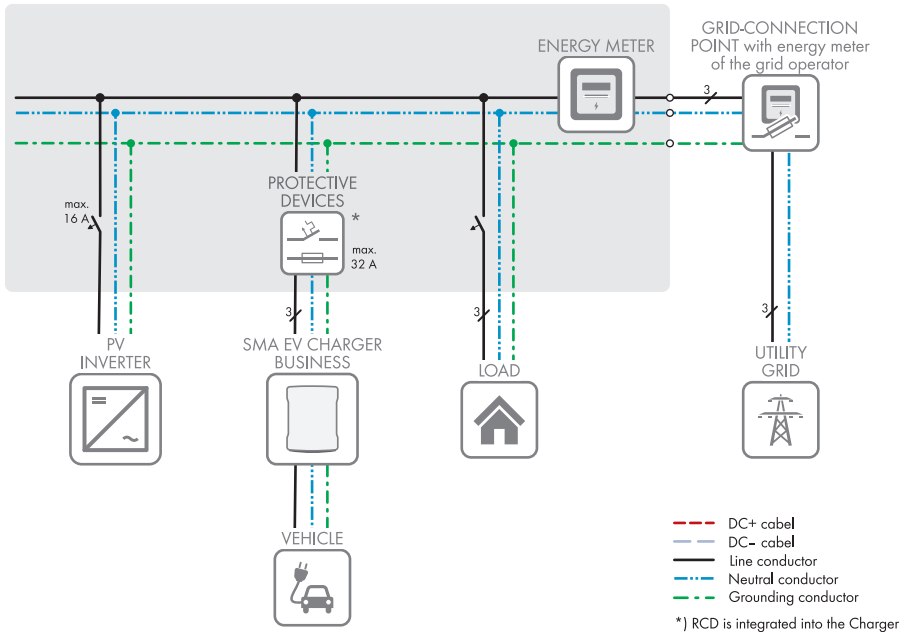 ENERGY METER
GRID-CONNECTION
POINT with energy meter
of the grid operator
3
max.
16 A
PROTECTIVE
DEVICES
*
max.
32 A
3
3
3
PV
INVERTER
SMA EV CHARGER
BUSINESS
LOAD
UTILITY
GRID
VEHICLE
DC+ cabel
DC– cabel
Line conductor
Neutral conductor
Grounding conductor
*) RCD is integrated into the Charger